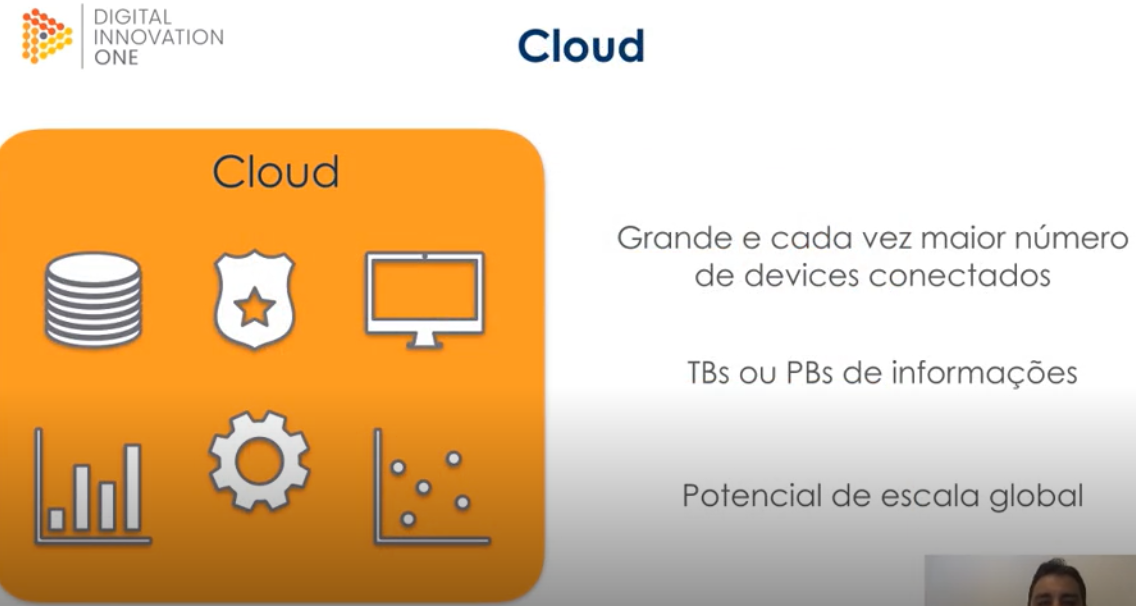 DIGITAL
INNOVATION
ONE
Cloud
Cloud
Grande e cada vez maior número
de devices conectados
TBs ou PBs de informações
Potencial de escala global